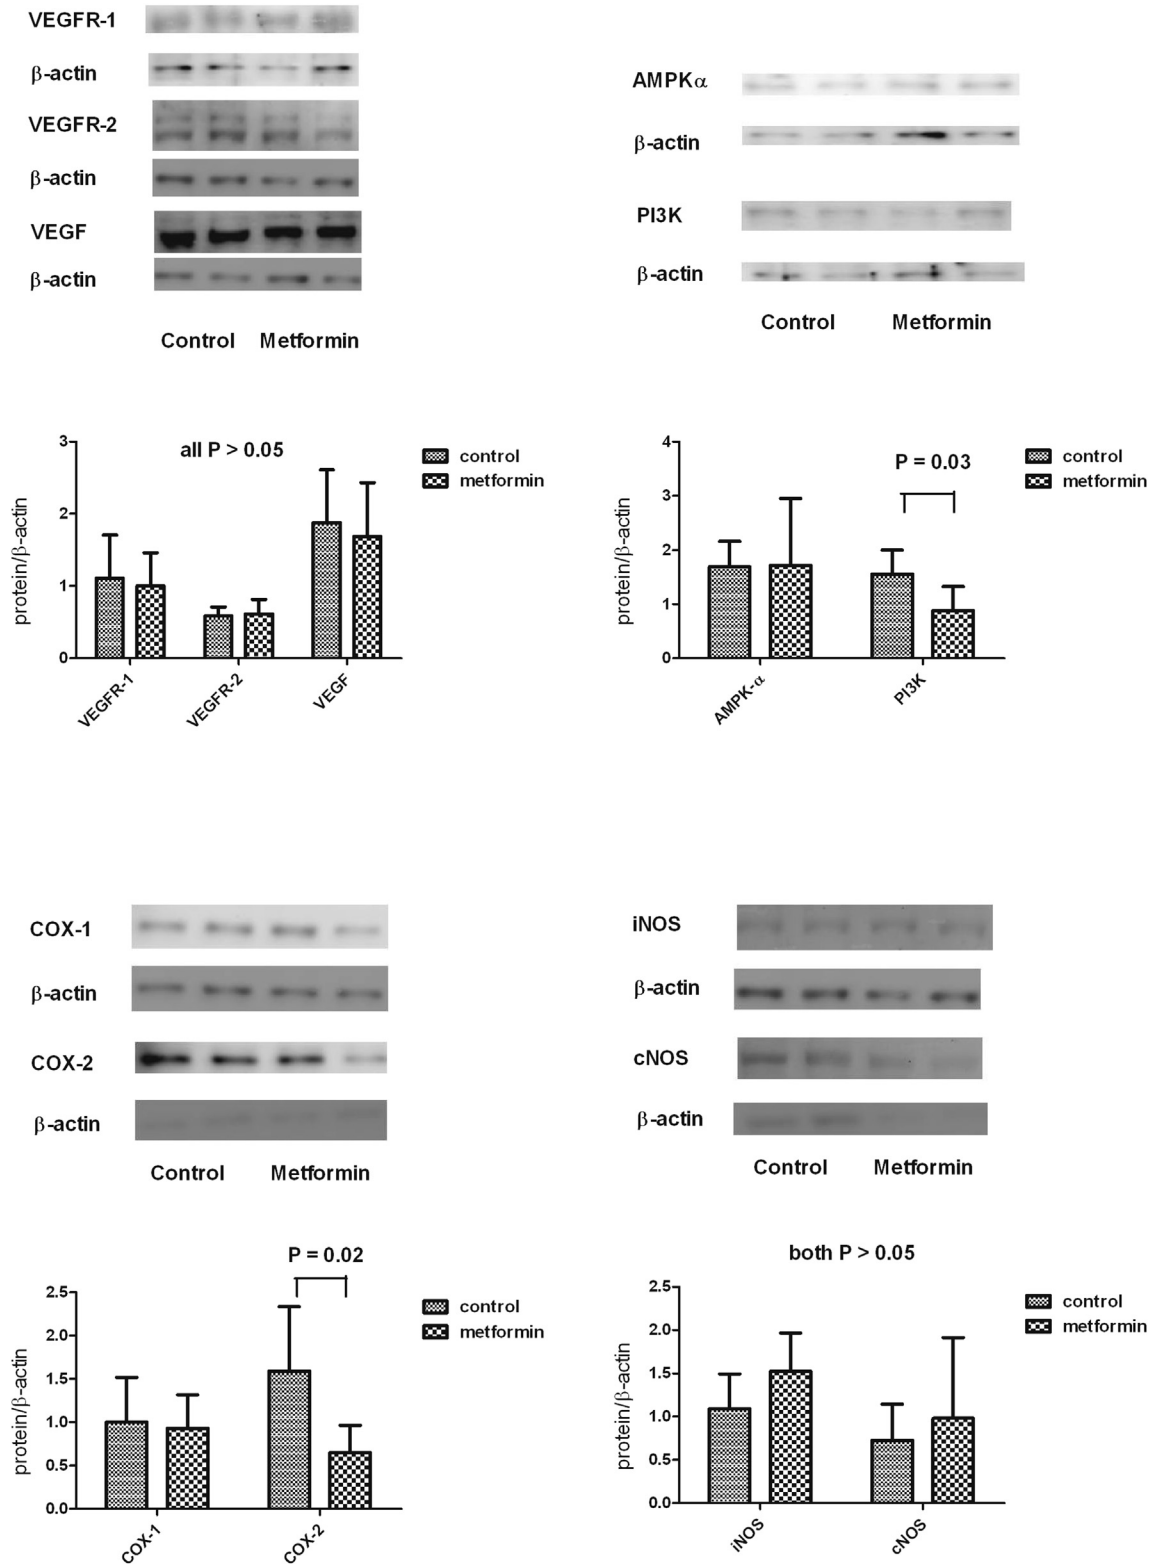 VEGFR-1
β-actin
VEGFR-2
β-actin
VEGF
β-actin
Control Metformin
AMPKα
β-actin
PI3K
β-actin
Control Metformin
all P > 0.05
control
metformin
protein/β-actin
3
2
1
0
VEGFR-1 VEGFR-2 VEGF
P = 0.03
control
metformin
protein/β-actin
4
3
2
1
0
AMPK-α PI3K
COX-1
β-actin
COX-2
β-actin
Control Metformin
iNOS
β-actin
cNOS
β-actin
Control Metformin
P = 0.02
control
metformin
protein/β-actin
2.5
2.0
1.5
1.0
0.5
0.0
COX-1 COX-2
both P > 0.05
control
metformin
protein/β-actin
2.5
2.0
1.5
1.0
0.5
0.0
iNOS cNOS